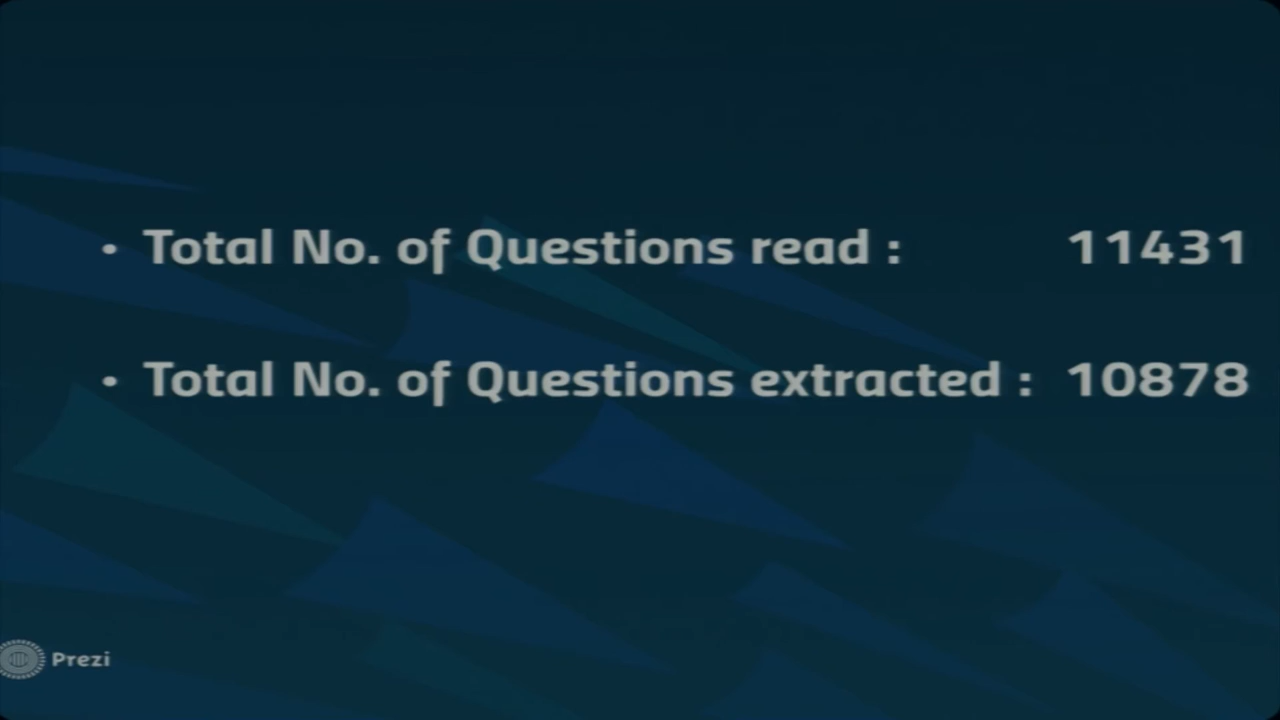 • Total No. of Questions read : 11431
• Total No. of Questions extracted : 10878
Prezi